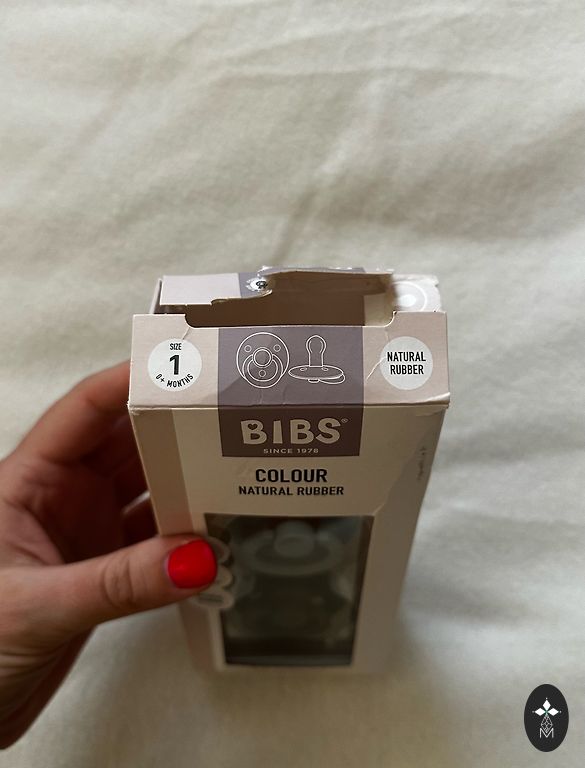 SIZE
1
0+ MONTHS
NATURAL
RUBBER
BIBS®
SINCE 1978
COLOUR
NATURAL RUBBER